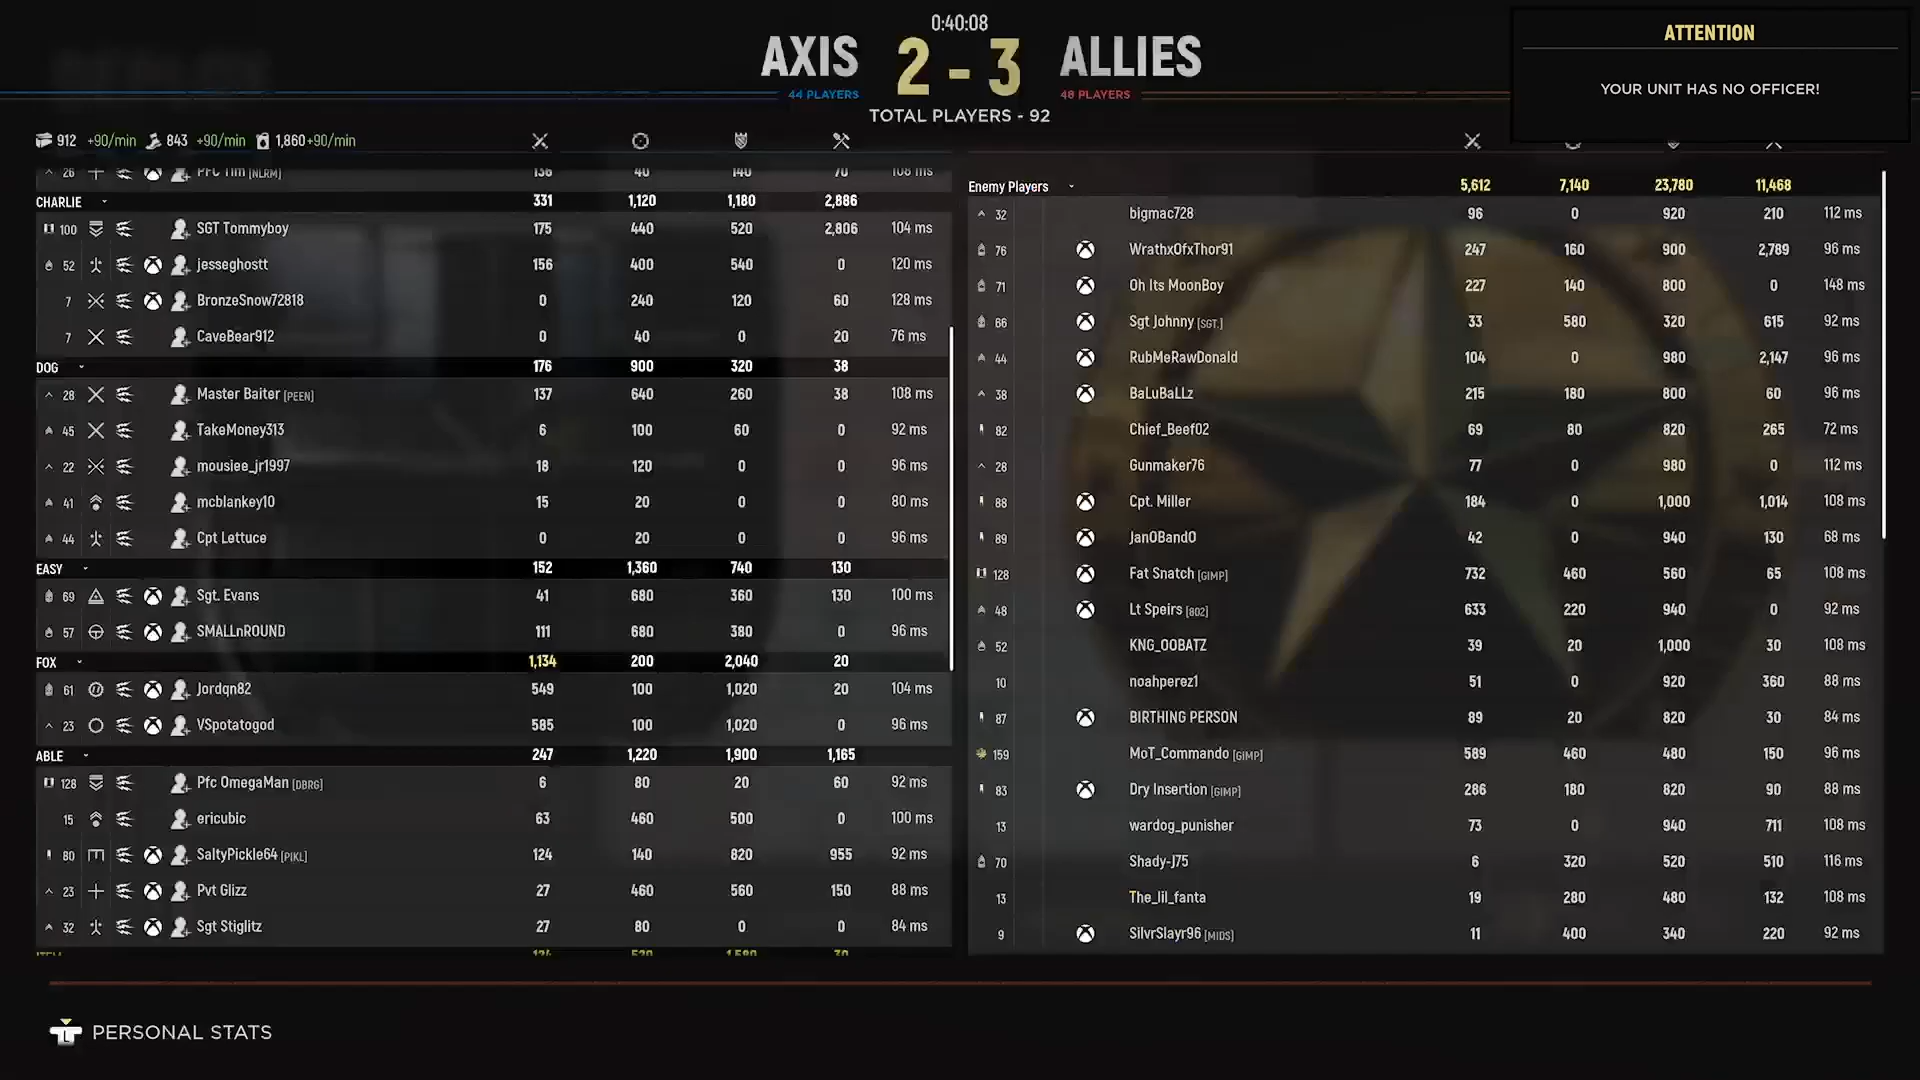 0:40:08
AXIS 2 - 3 ALLIES
44 PLAYERS 48 PLAYERS
TOTAL PLAYERS - 92
ATTENTION
YOUR UNIT HAS NO OFFICER!
912 +90/min 843 +90/min 1,860 +90/min
26 PFC Tim [NLRM] 136 40 140 70 108 ms
CHARLIE 331 1,120 1,180 2,886
100 SGT Tommyboy 175 440 520 2,806 104 ms
52 jesseghostt 156 400 540 0 120 ms
7 BronzeSnow72818 0 240 120 60 128 ms
7 CaveBear912 0 40 0 20 76 ms
DOG 176 900 320 38
28 Master Baiter [PEEN] 137 640 260 38 108 ms
45 TakeMoney313 6 100 60 0 92 ms
22 mousiee_jr1997 18 120 0 0 96 ms
41 mcblankey10 15 20 0 0 80 ms
44 Cpt Lettuce 0 20 0 0 96 ms
EASY 152 1,360 740 130
69 Sgt. Evans 41 680 360 130 100 ms
57 SMALLnROUND 111 680 380 0 96 ms
FOX 1,134 200 2,040 20
61 Jordqn82 549 100 1,020 20 104 ms
23 VSpotatogod 585 100 1,020 0 96 ms
ABLE 247 1,220 1,900 1,165
128 Pfc OmegaMan [DBRG] 6 80 20 60 92 ms
15 ericubic 63 460 500 0 100 ms
80 SaltyPickle64 [PIKL] 124 140 820 955 92 ms
23 Pvt Glizz 27 460 560 150 88 ms
32 Sgt Stiglitz 27 80 0 0 84 ms
Enemy Players 5,612 7,140 23,780 11,468
32 bigmac728 96 0 920 210 112 ms
76 WrathxOfxThor91 247 160 900 2,789 96 ms
71 Oh Its MoonBoy 227 140 800 0 148 ms
66 Sgt Johnny [SGT.] 33 580 320 615 92 ms
44 RubMeRawDonald 104 0 980 2,147 96 ms
38 BaLuBaLLz 215 180 800 60 96 ms
82 Chief_Beef02 69 80 820 265 72 ms
28 Gunmaker76 77 0 980 0 112 ms
88 Cpt. Miller 184 0 1,000 1,014 108 ms
89 JanOBandO 42 0 940 130 68 ms
128 Fat Snatch [GIMP] 732 460 560 65 108 ms
48 Lt Speirs [802] 633 220 940 0 92 ms
52 KNG_OOBATZ 39 20 1,000 30 108 ms
10 noahperez1 51 0 920 360 88 ms
87 BIRTHING PERSON 89 20 820 30 84 ms
159 MoT_Commando [GIMP] 589 460 480 150 96 ms
83 Dry Insertion [GIMP] 286 180 820 90 88 ms
13 wardog_punisher 73 0 940 711 108 ms
70 Shady-J75 6 320 520 510 116 ms
13 The_lil_fanta 19 280 480 132 108 ms
9 SilvrSlayr96 [MIDS] 11 400 340 220 92 ms
L PERSONAL STATS